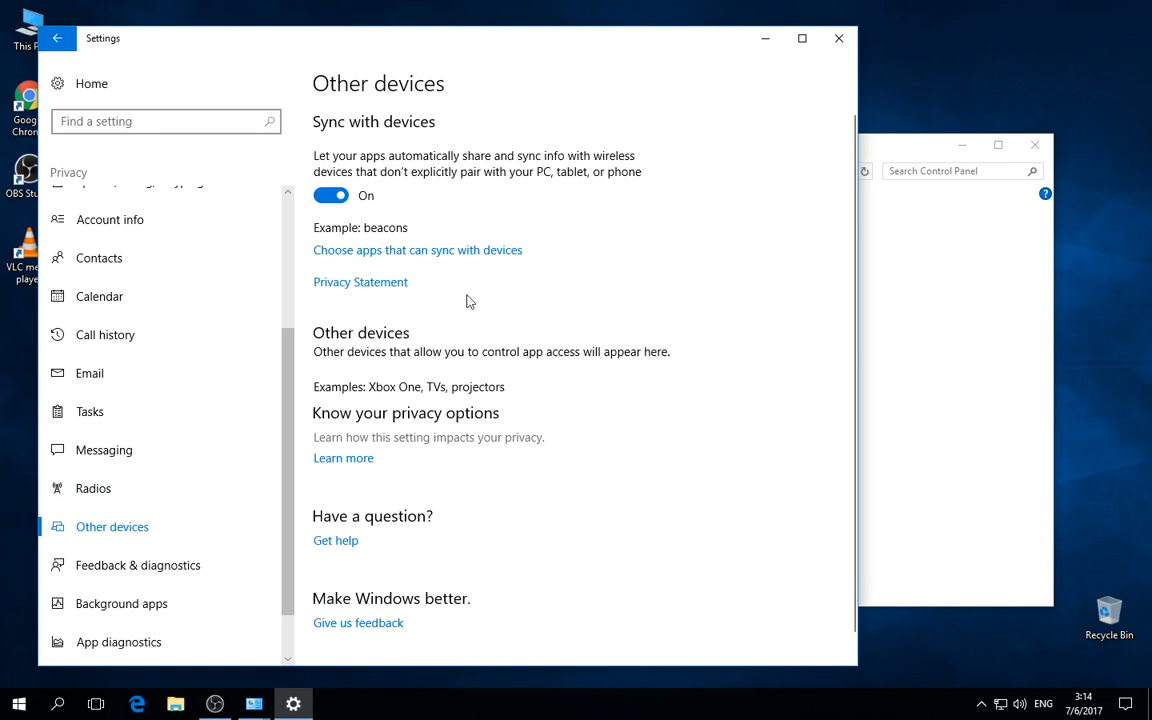 This P
Goog
Chron
OBS Stu
VLC me
playe
Settings
Home
Find a setting
Privacy
Account info
Contacts
Calendar
Call history
Email
Tasks
Messaging
Radios
Other devices
Feedback & diagnostics
Background apps
App diagnostics
Other devices
Sync with devices
Let your apps automatically share and sync info with wireless
devices that don't explicitly pair with your PC, tablet, or phone
On
Example: beacons
Choose apps that can sync with devices
Privacy Statement
Other devices
Other devices that allow you to control app access will appear here.
Examples: Xbox One, TVs, projectors
Know your privacy options
Learn how this setting impacts your privacy.
Learn more
Have a question?
Get help
Make Windows better.
Give us feedback
Search Control Panel
Recycle Bin
ENG
3:14
7/6/2017